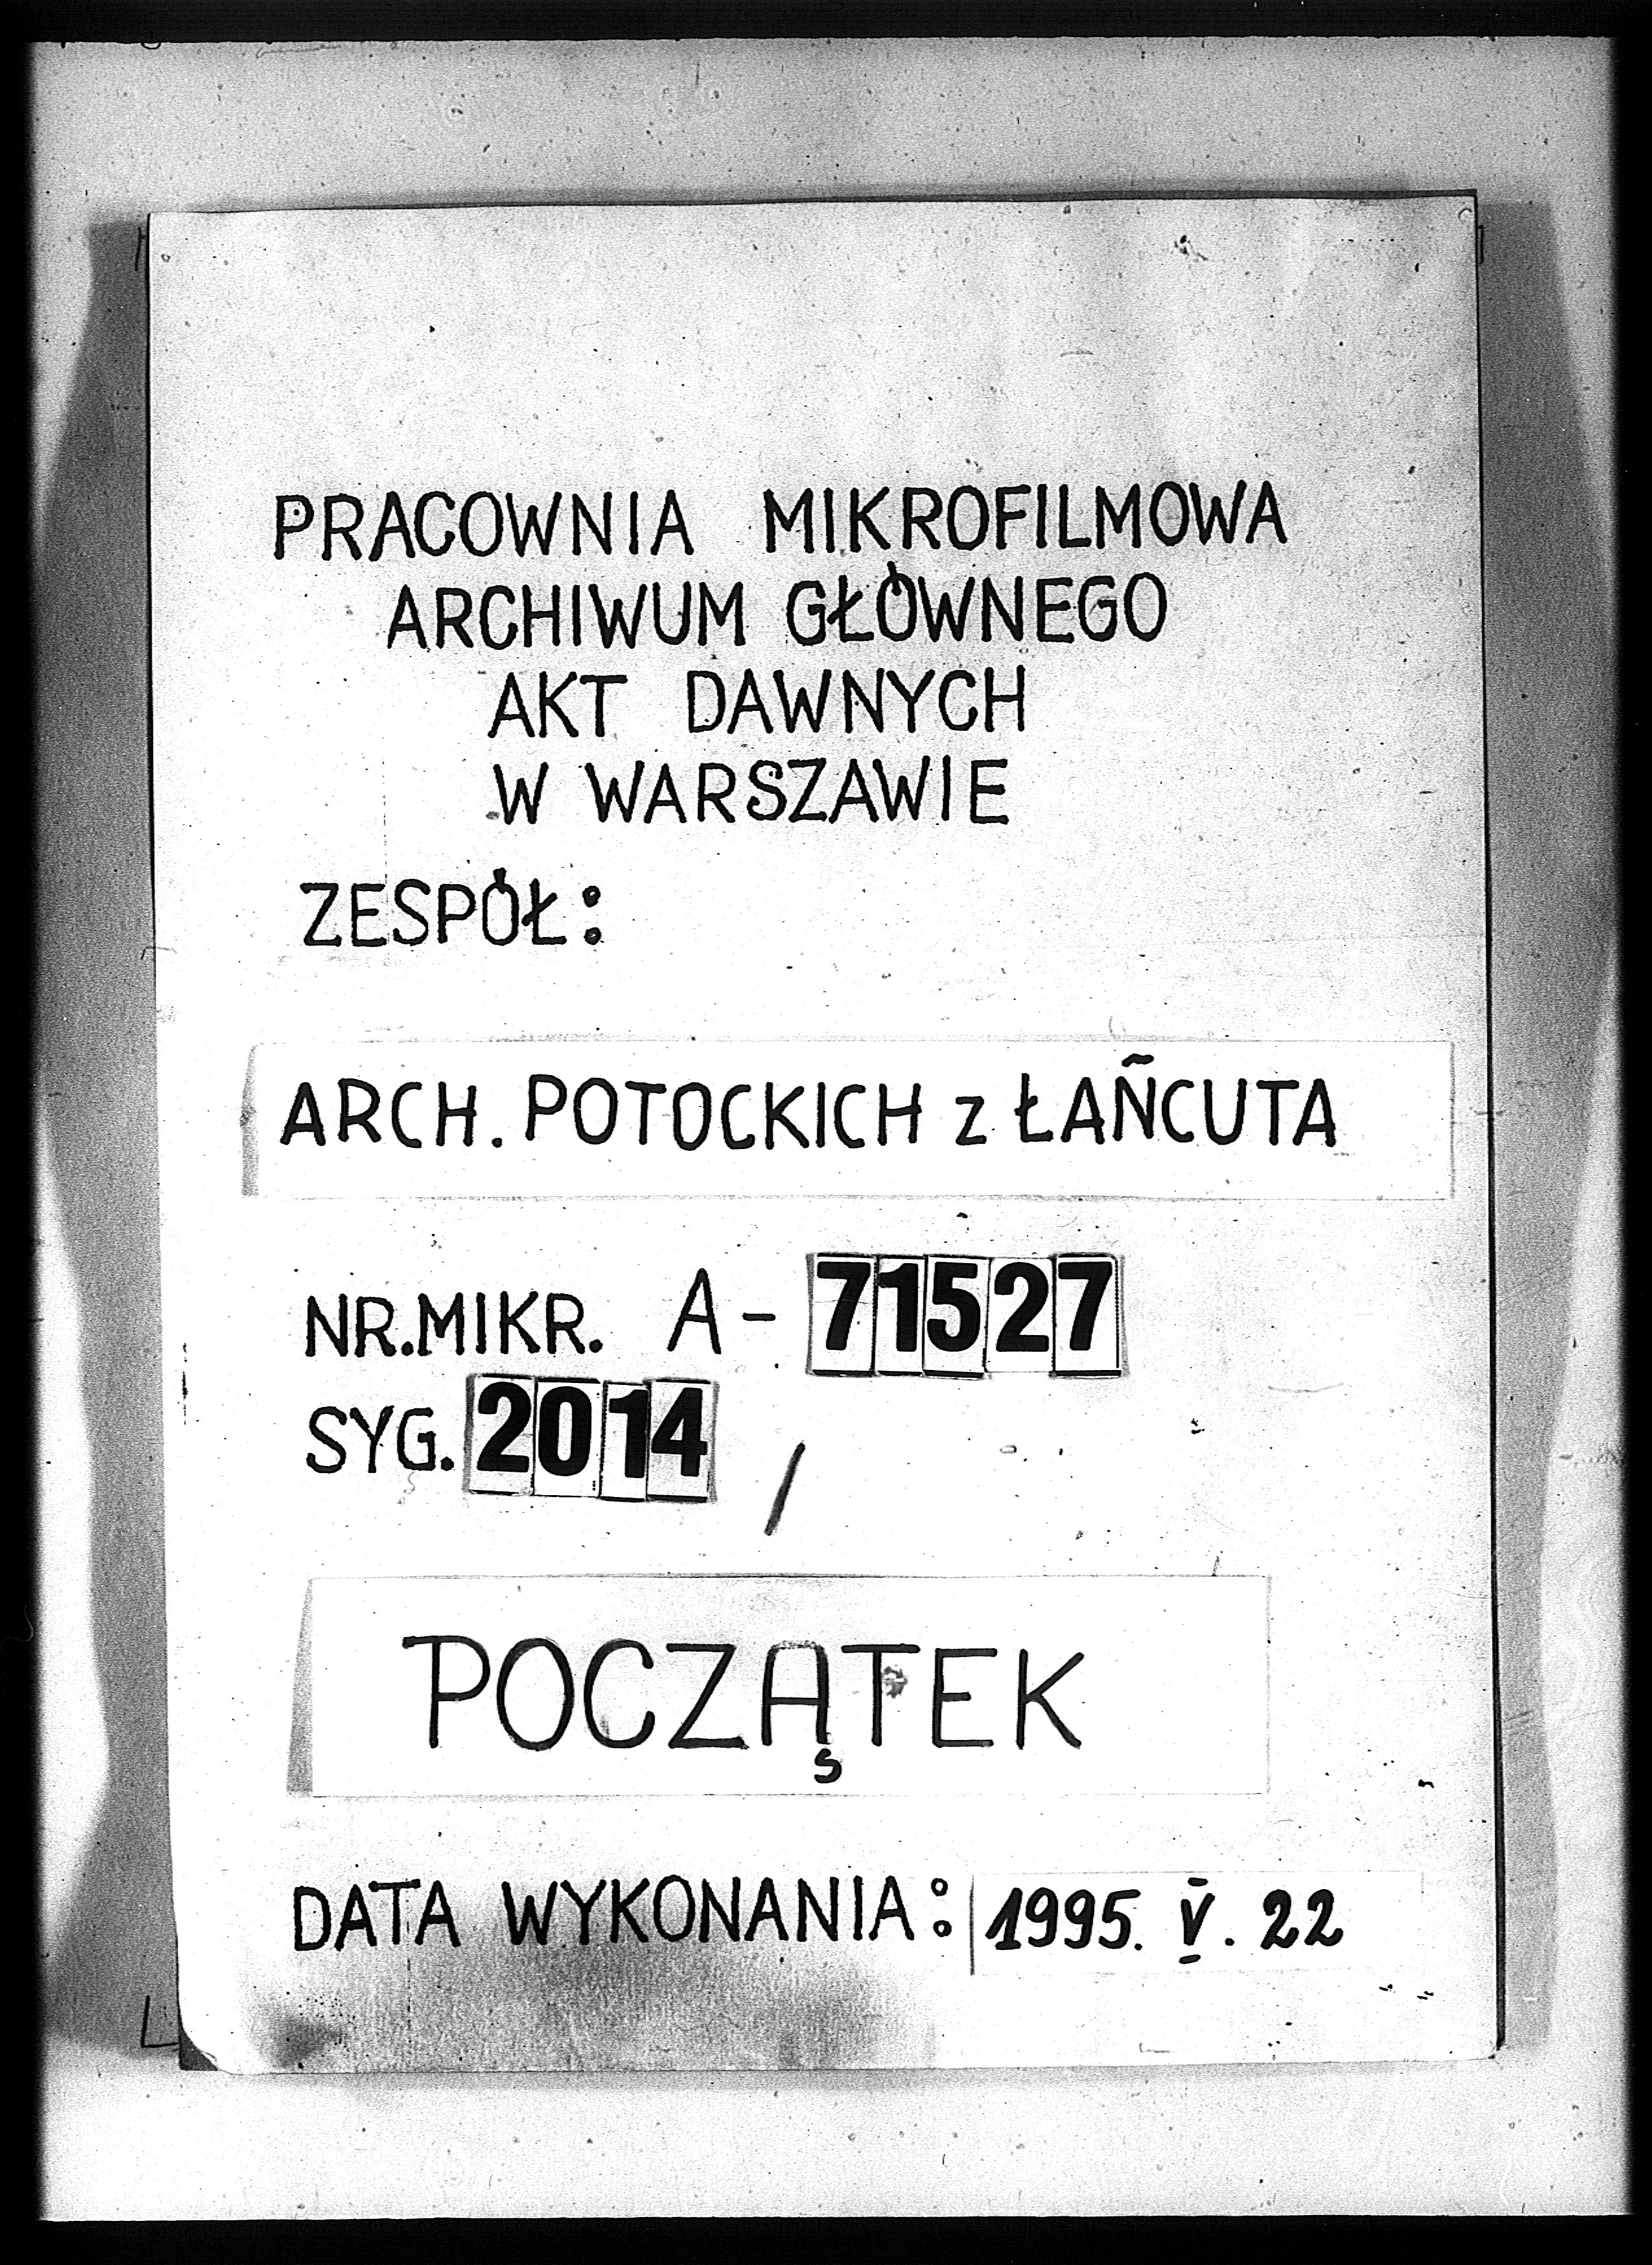 PRACOWNIA MIKROFILMOWA
ARCHIWUM GŁÓWNEGO
AKT DAWNYCH
W WARSZAWIE
ZESPÓŁ:
ARCH. POTOCKICH z ŁAÑCUTA
NR.MIKR. A-71527
SYG. 2014 /
POCZĄTEK
DATA WYKONANIA: 1995. V. 22